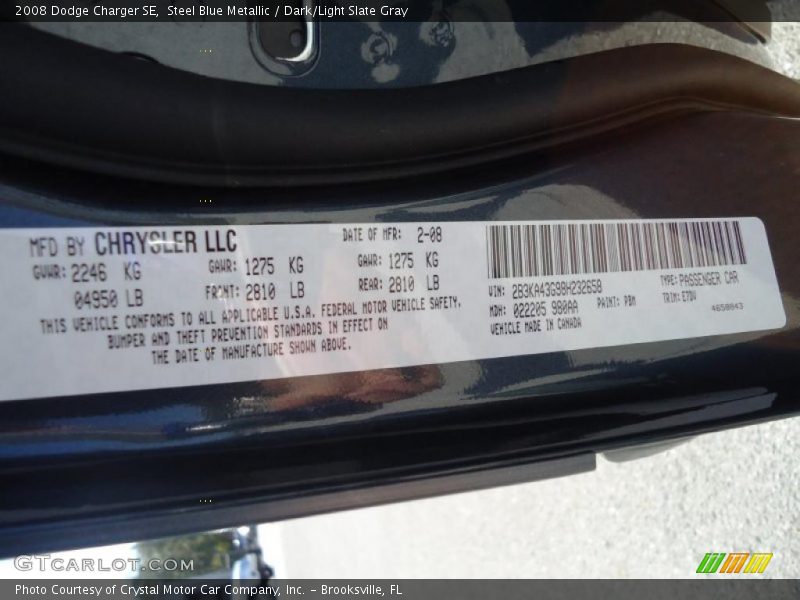 2008 Dodge Charger SE, Steel Blue Metallic / Dark/Light Slate Gray
MFD BY CHRYSLER LLC
DATE OF MFR: 2-08
GVWR: 2246 KG
GAWR: 1275 KG
GAWR: 1275 KG
04950 LB
FRONT: 2810 LB
REAR: 2810 LB
THIS VEHICLE CONFORMS TO ALL APPLICABLE U.S.A. FEDERAL MOTOR VEHICLE SAFETY,
BUMPER AND THEFT PREVENTION STANDARDS IN EFFECT ON
THE DATE OF MANUFACTURE SHOWN ABOVE.
VIN: 2B3KA43G98H232658
TYPE: PASSENGER CAR
MDH: 022205 980AA
PAINT: PBM
TRIM: E7DV
VEHICLE MADE IN CANADA
4658843
GTCARLOT.COM
Photo Courtesy of Crystal Motor Car Company, Inc. – Brooksville, FL